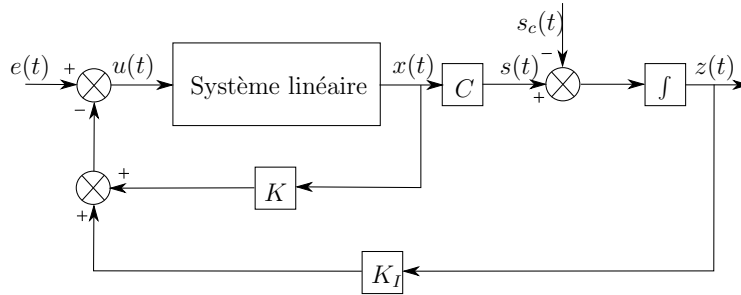 s_c(t)
e(t) + u(t) Système linéaire x(t) C s(t) − + ∫ z(t)
−
+ K
+
K_I